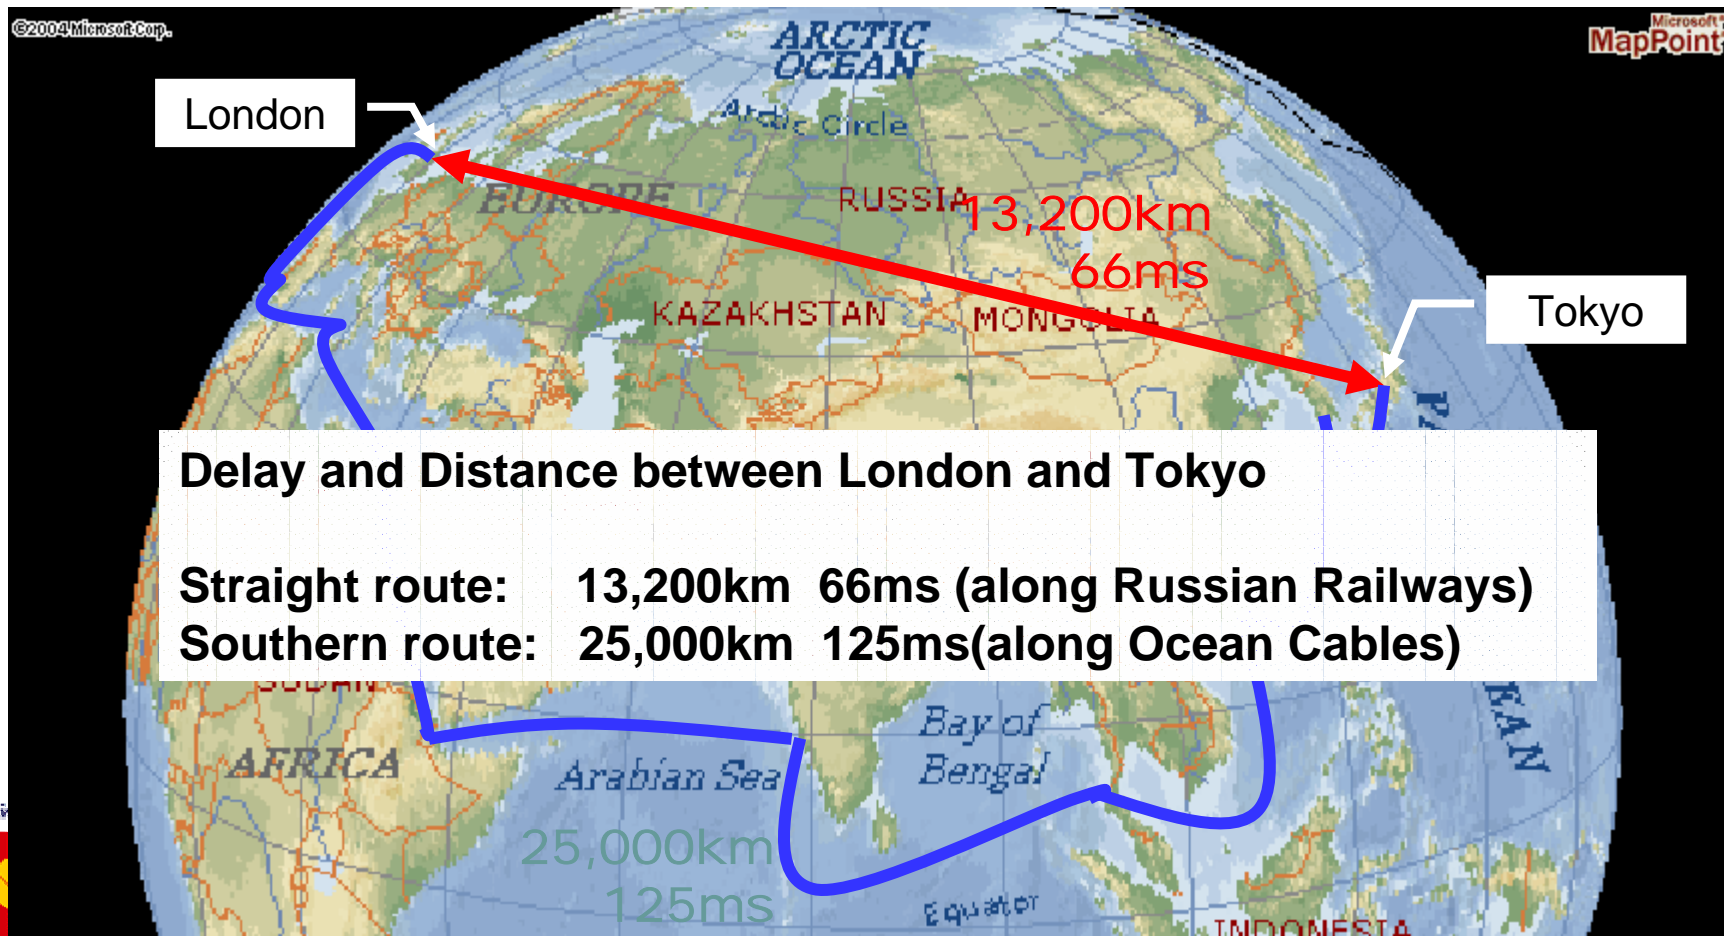 ©2004 Microsoft Corp.
Microsoft®
MapPoint
ARCTIC
OCEAN
London
Arctic Circle
EUROPE
RUSSIA
13,200km
66ms
KAZAKHSTAN
MONGOLIA
Tokyo
Delay and Distance between London and Tokyo
Straight route: 13,200km 66ms (along Russian Railways)
Southern route: 25,000km 125ms(along Ocean Cables)
SUDAN
AFRICA
Arabian Sea
Bay of
Bengal
25,000km
125ms
Equator
INDONESIA